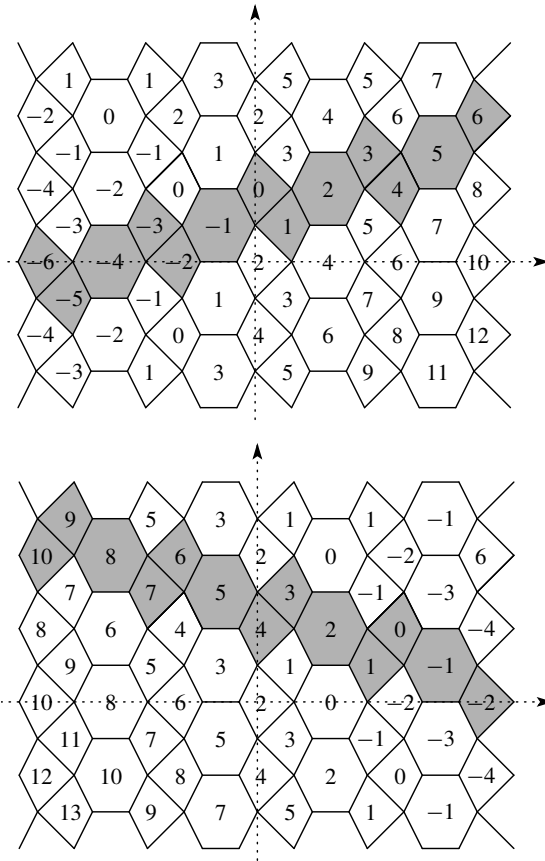 1 1 3 5 5 7
−2 0 2 2 4 6 6
−1 −1 1 3 3 5
−4 −2 0 0 2 4 8
−3 −3 −1 1 5 7
−6 −4 −2 2 4 6 10
−5 −1 1 3 7 9
−4 −2 0 4 6 8 12
−3 1 3 5 9 11
9 5 3 1 1 −1
10 8 6 2 0 −2 6
7 7 5 3 −1 −3
8 6 4 4 2 0 −4
9 5 3 1 1 −1
10 8 6 2 0 −2 −2
11 7 5 3 −1 −3
12 10 8 4 2 0 −4
13 9 7 5 1 −1